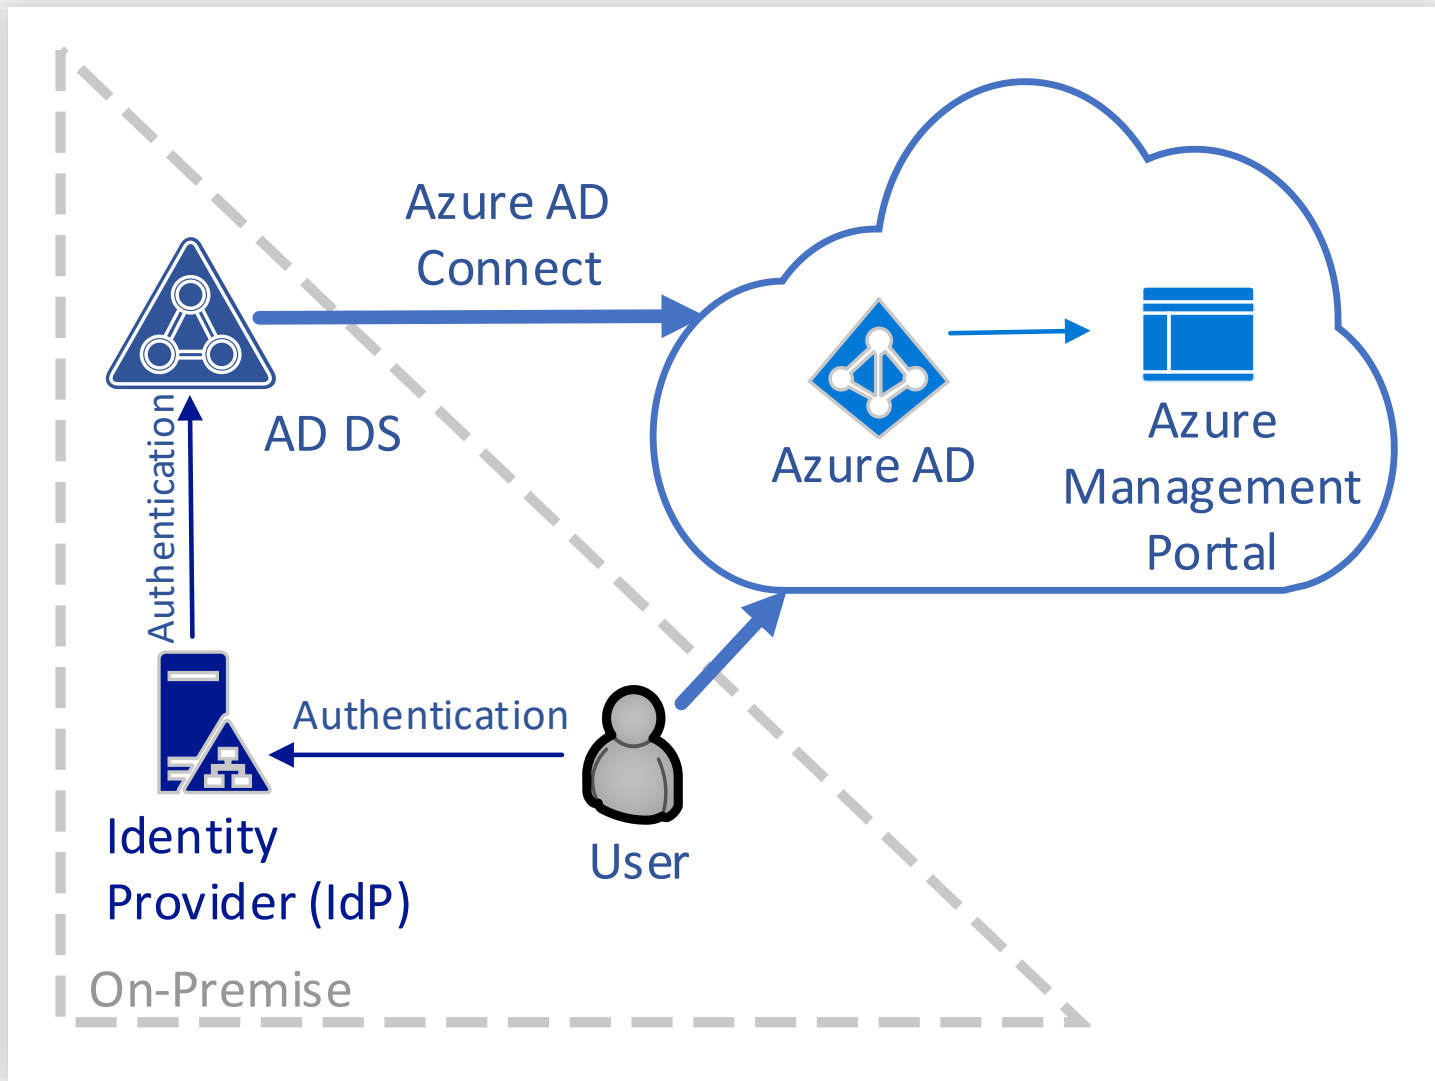 Azure AD
Connect
AD DS
Authentication
Azure AD
Azure
Management
Portal
Authentication
User
Identity
Provider (IdP)
On-Premise